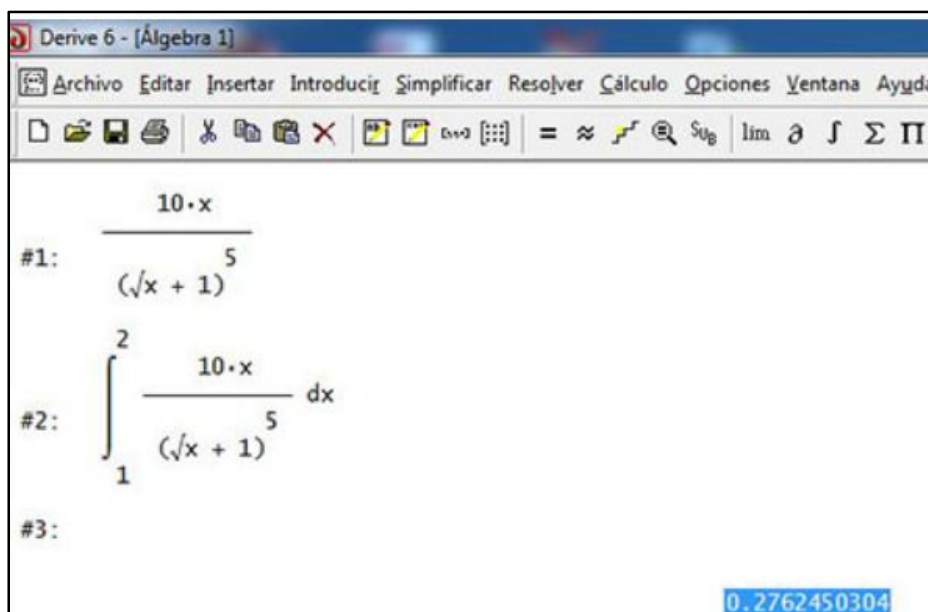 Derive 6 - [Álgebra 1]
Archivo Editar Insertar Introducir Simplificar Resolver Cálculo Opciones Ventana Ayuda
= ≈ SUB lim ∂ ∫ Σ Π
10·x
#1:
5
(√x + 1)
2
10·x
∫ dx
#2:
5
(√x + 1)
1
#3:
0.2762450304